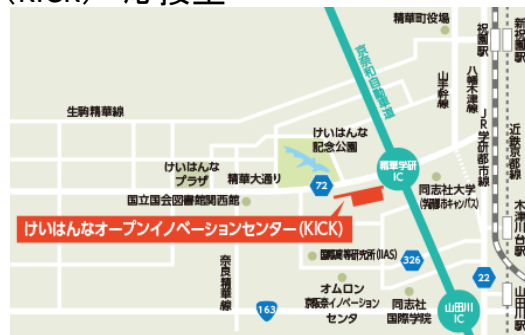 (KICK) 応接室
精華町役場
祝園駅
新祝園駅
京奈和自動車道
山手幹線
八幡木津線
JR学研都市線
近鉄京都線
生駒精華線
けいはんな
記念公園
精華学研
IC
けいはんな
プラザ
精華大通り
72
国立国会図書館関西館
同志社大学
(学研都市キャンパス)
木津川台駅
けいはんなオープンイノベーションセンター(KICK)
国際高等研究所(IIAS)
326
奈良精華線
オムロン
京阪奈イノベーション
センタ
同志社
国際学院
22
山田川
IC
山田川駅
163